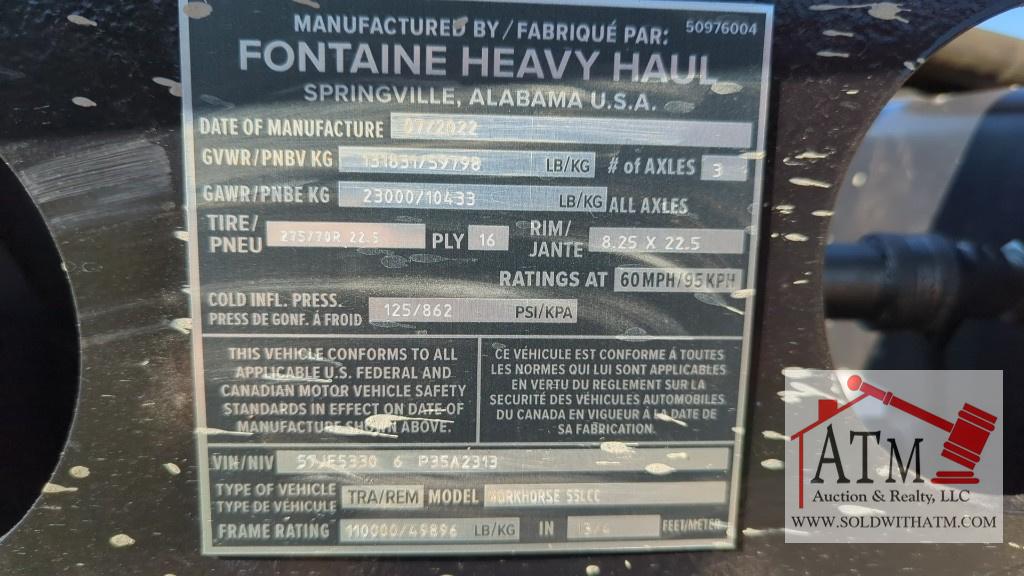 MANUFACTURED BY / FABRIQUÉ PAR: 50976004
FONTAINE HEAVY HAUL
SPRINGVILLE, ALABAMA U.S.A.
DATE OF MANUFACTURE 07/2022
GVWR/PNBV KG 131831/59798 LB/KG # of AXLES 3
GAWR/PNBE KG 23000/10433 LB/KG ALL AXLES
TIRE/ PNEU 275/70R 22.5 PLY 16 RIM/ JANTE 8.25 X 22.5
RATINGS AT 60MPH/95KPH
COLD INFL. PRESS. 125/862 PSI/KPA
PRESS DE GONF. À FROID
THIS VEHICLE CONFORMS TO ALL
APPLICABLE U.S. FEDERAL AND
CANADIAN MOTOR VEHICLE SAFETY
STANDARDS IN EFFECT ON DATE OF
MANUFACTURE SHOWN ABOVE.
CE VÉHICULE EST CONFORME À TOUTES
LES NORMES QUI LUI SONT APPLICABLES
EN VERTU DU REGLEMENT SUR LA
SECURITÉ DES VÉHICULES AUTOMOBILES
DU CANADA EN VIGUEUR À LA DATE DE
SA FABRICATION.
VIN/NIV 57JE5330 6 P35A2313
TYPE OF VEHICLE TRA/REM MODEL WORKHORSE 55LCC
TYPE DE VÉHICULE
FRAME RATING 110000/49896 LB/KG IN 13/4 FEET/METER
ATM
Auction & Realty, LLC
WWW.SOLDWITHATM.COM